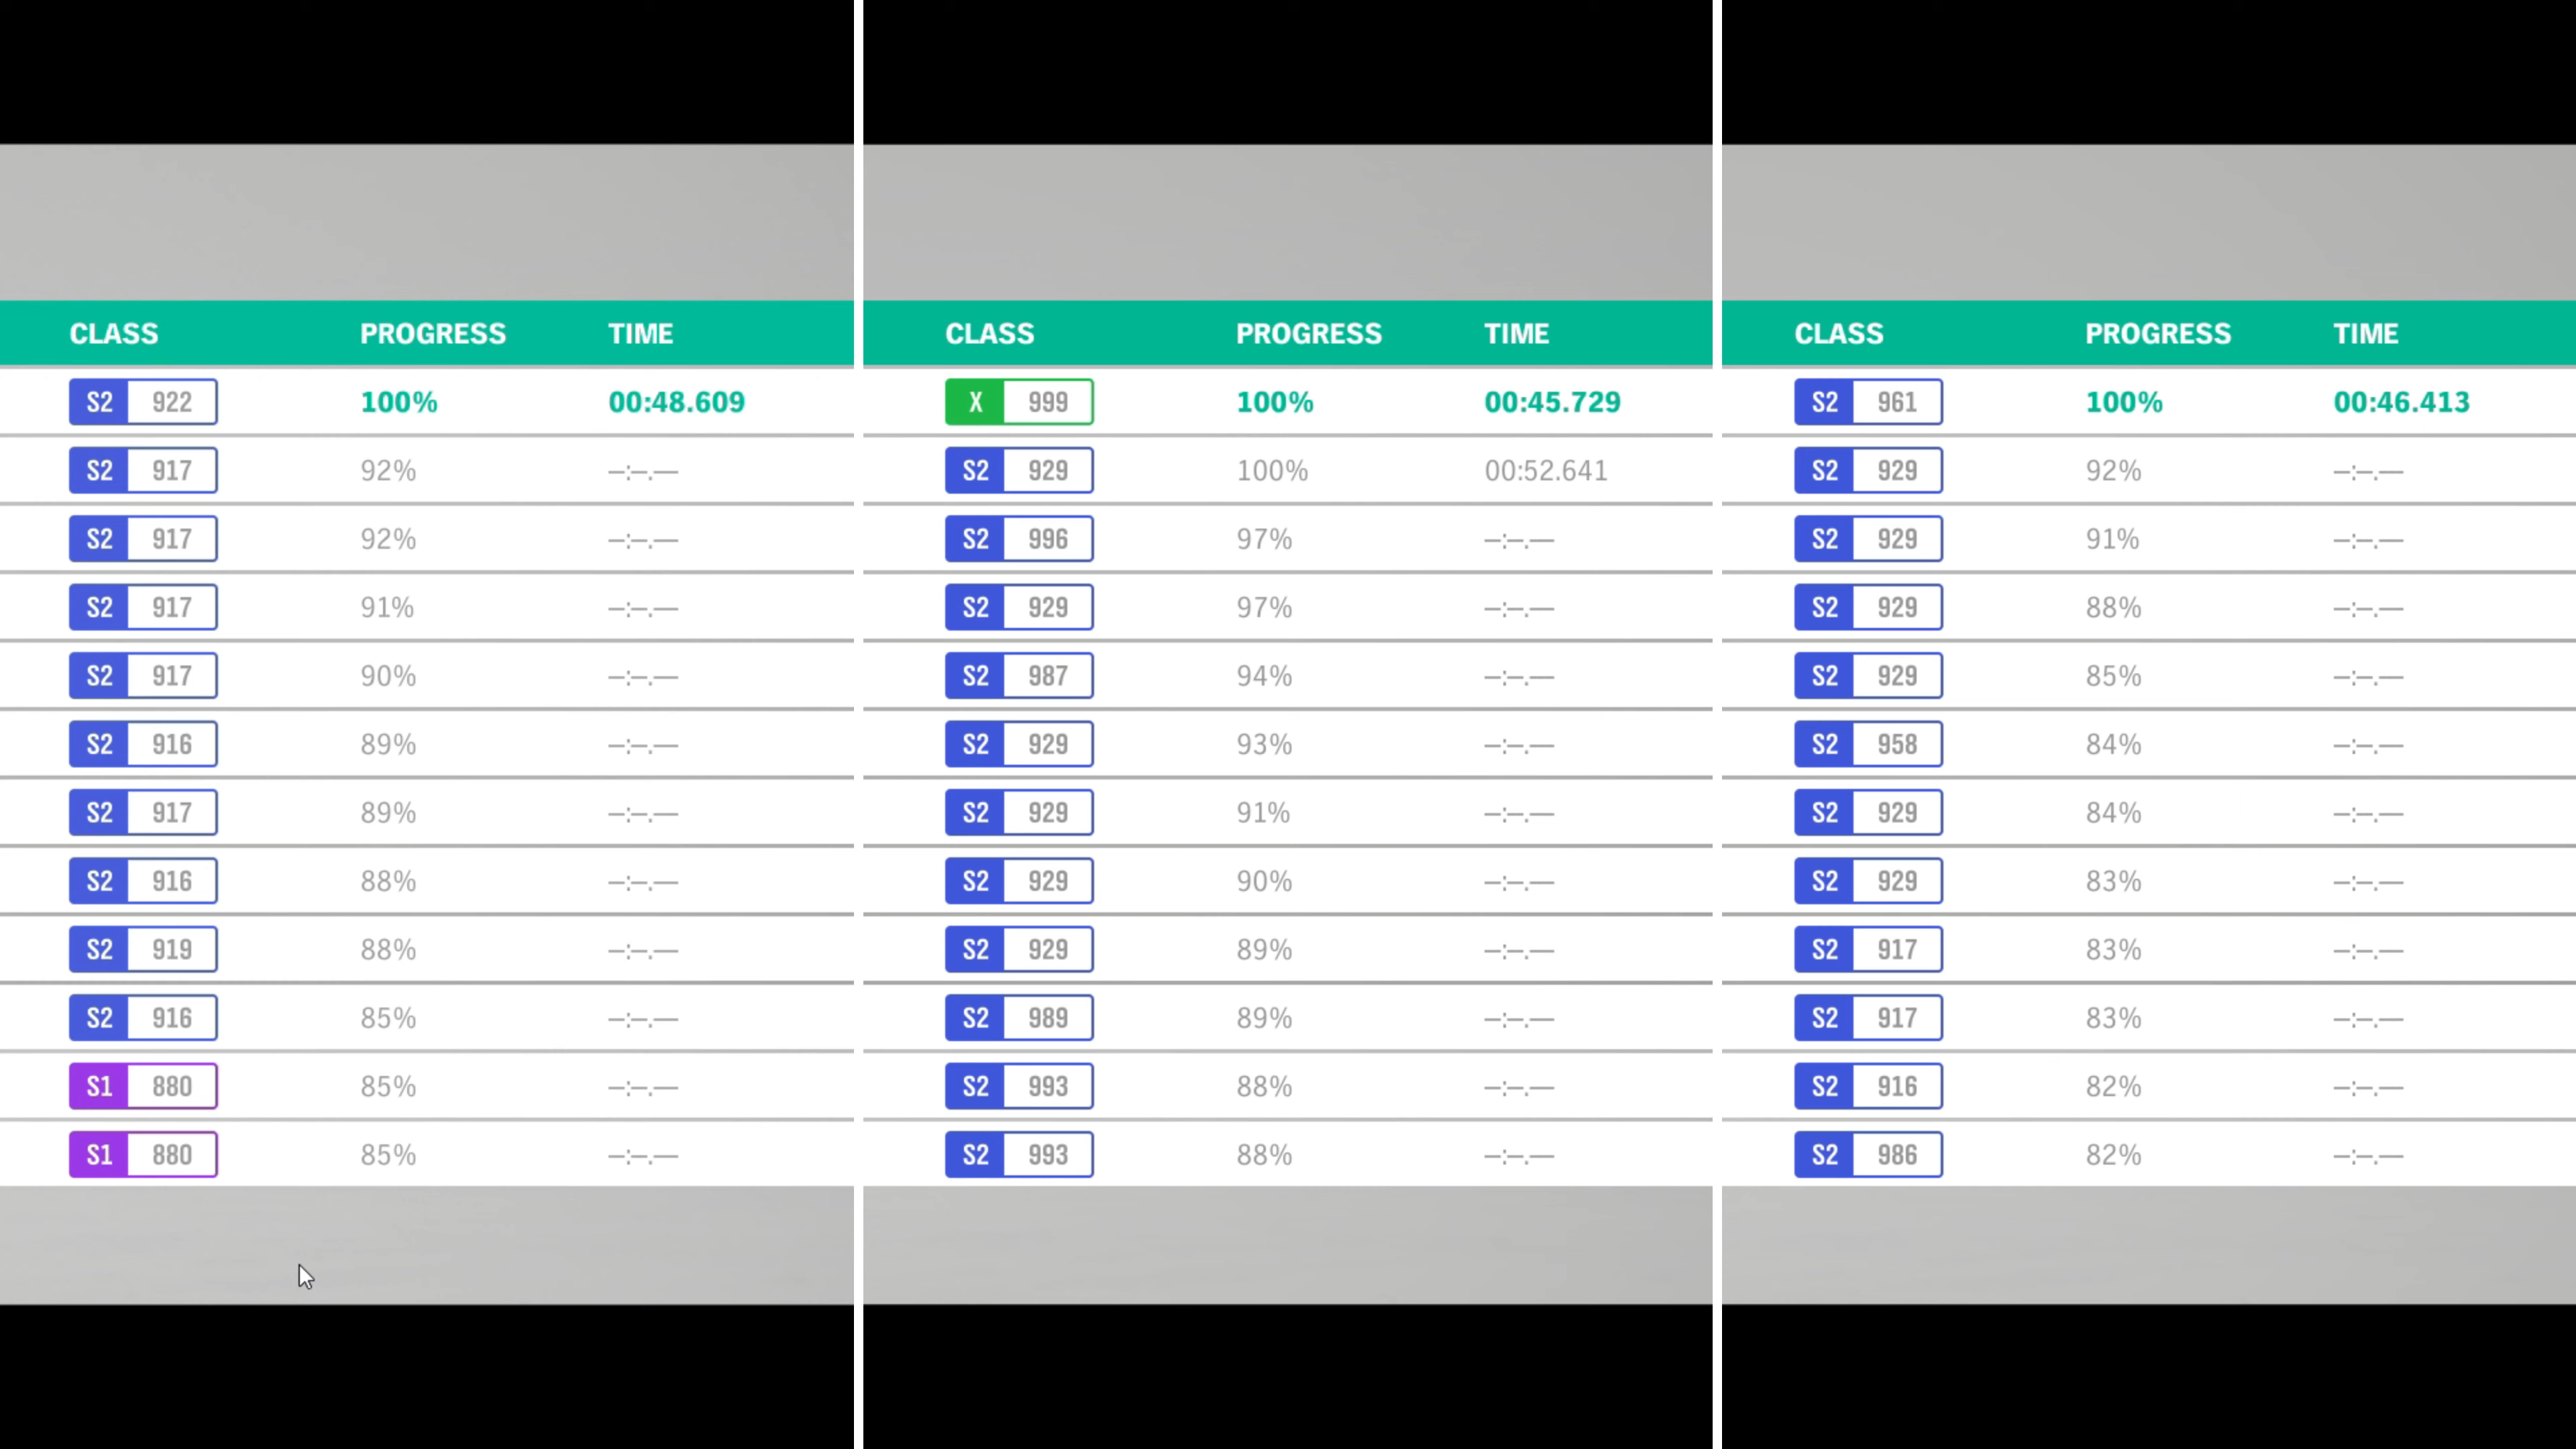 CLASS PROGRESS TIME
S2 922 100% 00:48.609
S2 917 92% –:–.—
S2 917 92% –:–.—
S2 917 91% –:–.—
S2 917 90% –:–.—
S2 916 89% –:–.—
S2 917 89% –:–.—
S2 916 88% –:–.—
S2 919 88% –:–.—
S2 916 85% –:–.—
S1 880 85% –:–.—
S1 880 85% –:–.—
CLASS PROGRESS TIME
X 999 100% 00:45.729
S2 929 100% 00:52.641
S2 996 97% –:–.—
S2 929 97% –:–.—
S2 987 94% –:–.—
S2 929 93% –:–.—
S2 929 91% –:–.—
S2 929 90% –:–.—
S2 929 89% –:–.—
S2 989 89% –:–.—
S2 993 88% –:–.—
S2 993 88% –:–.—
CLASS PROGRESS TIME
S2 961 100% 00:46.413
S2 929 92% –:–.—
S2 929 91% –:–.—
S2 929 88% –:–.—
S2 929 85% –:–.—
S2 958 84% –:–.—
S2 929 84% –:–.—
S2 929 83% –:–.—
S2 917 83% –:–.—
S2 917 83% –:–.—
S2 916 82% –:–.—
S2 986 82% –:–.—